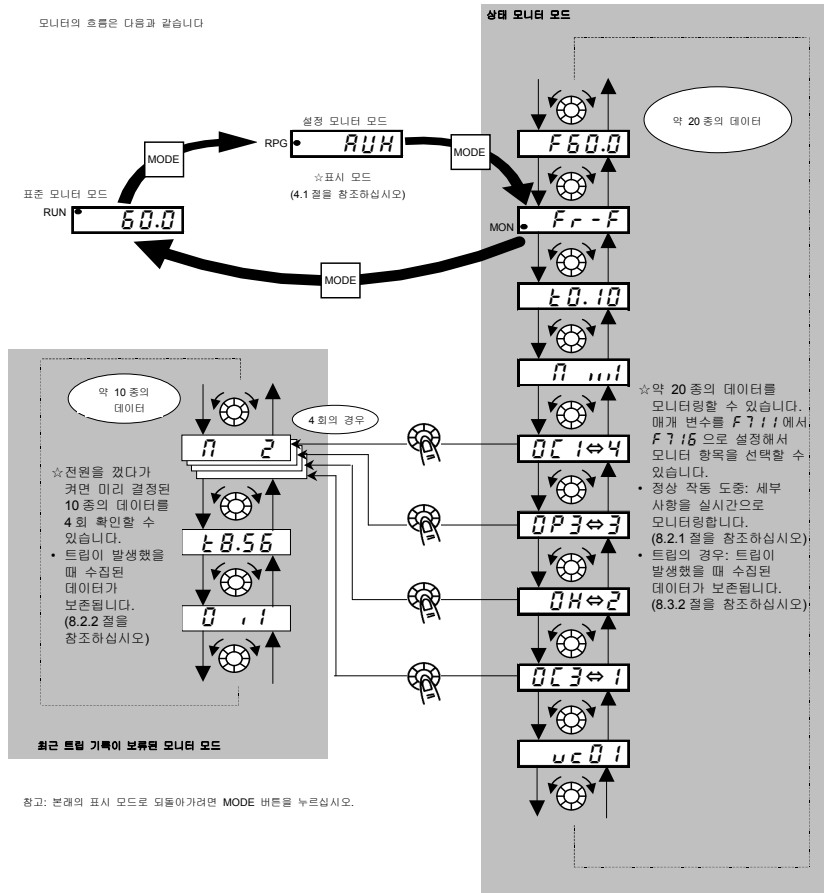 모니터의 흐름은 다음과 같습니다
상태 모니터 모드
약 20 종의 데이터
설정 모니터 모드
RPG
AUH
MODE
MODE
☆표시 모드
(4.1 절을 참조하십시오)
표준 모니터 모드
RUN
60.0
MODE
F60.0
MON
Fr-F
t0.10
☆약 20 종의 데이터를
모니터링할 수 있습니다.
매개 변수를 F711에서
F716 으로 설정해서
모니터 항목을 선택할 수
있습니다.
• 정상 작동 도중: 세부
사항을 실시간으로
모니터링합니다.
(8.2.1 절을 참조하십시오)
• 트립의 경우: 트립이
발생했을 때 수집된
데이터가 보존됩니다.
(8.3.2 절을 참조하십시오)
OC1⇔4
OP3⇔3
OH⇔2
OC3⇔1
uc01
약 10 종의
데이터
4 회의 경우
n 2
t8.56
☆전원을 껐다가
켜면 미리 결정된
10 종의 데이터를
4 회 확인할 수
있습니다.
• 트립이 발생했을
때 수집된
데이터가
보존됩니다.
(8.2.2 절을
참조하십시오)
최근 트립 기록이 보류된 모니터 모드
참고: 본래의 표시 모드로 되돌아가려면 MODE 버튼을 누르십시오.